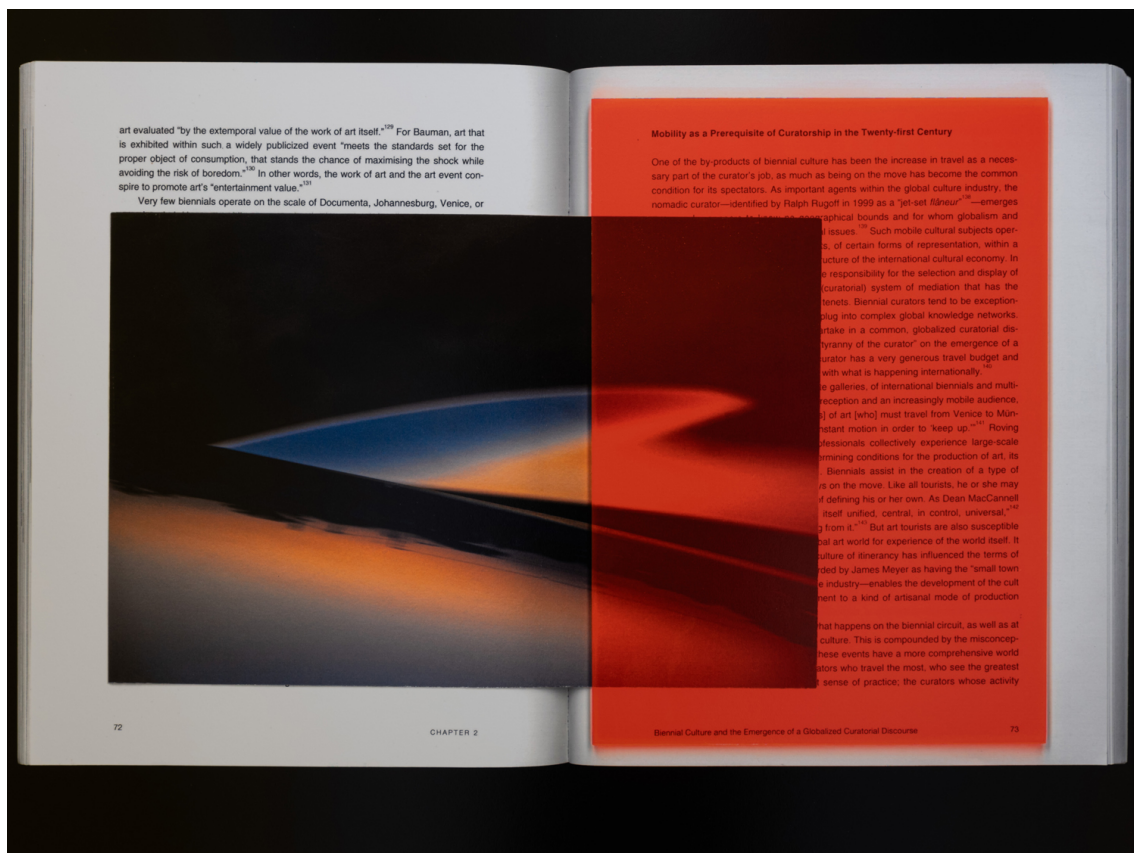 art evaluated "by the extemporal value of the work of art itself."129 For Bauman, art that
is exhibited within such a widely publicized event "meets the standards set for the
proper object of consumption, that stands the chance of maximising the shock while
avoiding the risk of boredom."130 In other words, the work of art and the art event con-
spire to promote art's "entertainment value."131
Very few biennials operate on the scale of Documenta, Johannesburg, Venice, or
72
CHAPTER 2
Mobility as a Prerequisite of Curatorship in the Twenty-first Century
One of the by-products of biennial culture has been the increase in travel as a neces-
sary part of the curator's job, as much as being on the move has become the common
condition for its spectators. As important agents within the global culture industry, the
nomadic curator—identified by Ralph Rugoff in 1999 as a "jet-set flâneur"138—emerges
graphical bounds and for whom globalism and
issues.139 Such mobile cultural subjects oper-
of certain forms of representation, within a
ucture of the international cultural economy. In
responsibility for the selection and display of
(curatorial) system of mediation that has the
tenets. Biennial curators tend to be exception-
plug into complex global knowledge networks.
rtake in a common, globalized curatorial dis-
tyranny of the curator" on the emergence of a
urator has a very generous travel budget and
with what is happening internationally.140
galleries, of international biennials and multi-
reception and an increasingly mobile audience,
] of art [who] must travel from Venice to Mün-
nstant motion in order to 'keep up.'"141 Roving
ofessionals collectively experience large-scale
ermining conditions for the production of art, its
. Biennials assist in the creation of a type of
rs on the move. Like all tourists, he or she may
of defining his or her own. As Dean MacCannell
itself unified, central, in control, universal,"142
g from it."143 But art tourists are also susceptible
bal art world for experience of the world itself. It
ulture of itinerancy has influenced the terms of
rded by James Meyer as having the "small town
e industry—enables the development of the cult
ment to a kind of artisanal mode of production
hat happens on the biennial circuit, as well as at
culture. This is compounded by the misconcep-
hese events have a more comprehensive world
ators who travel the most, who see the greatest
sense of practice; the curators whose activity
Biennial Culture and the Emergence of a Globalized Curatorial Discourse
73